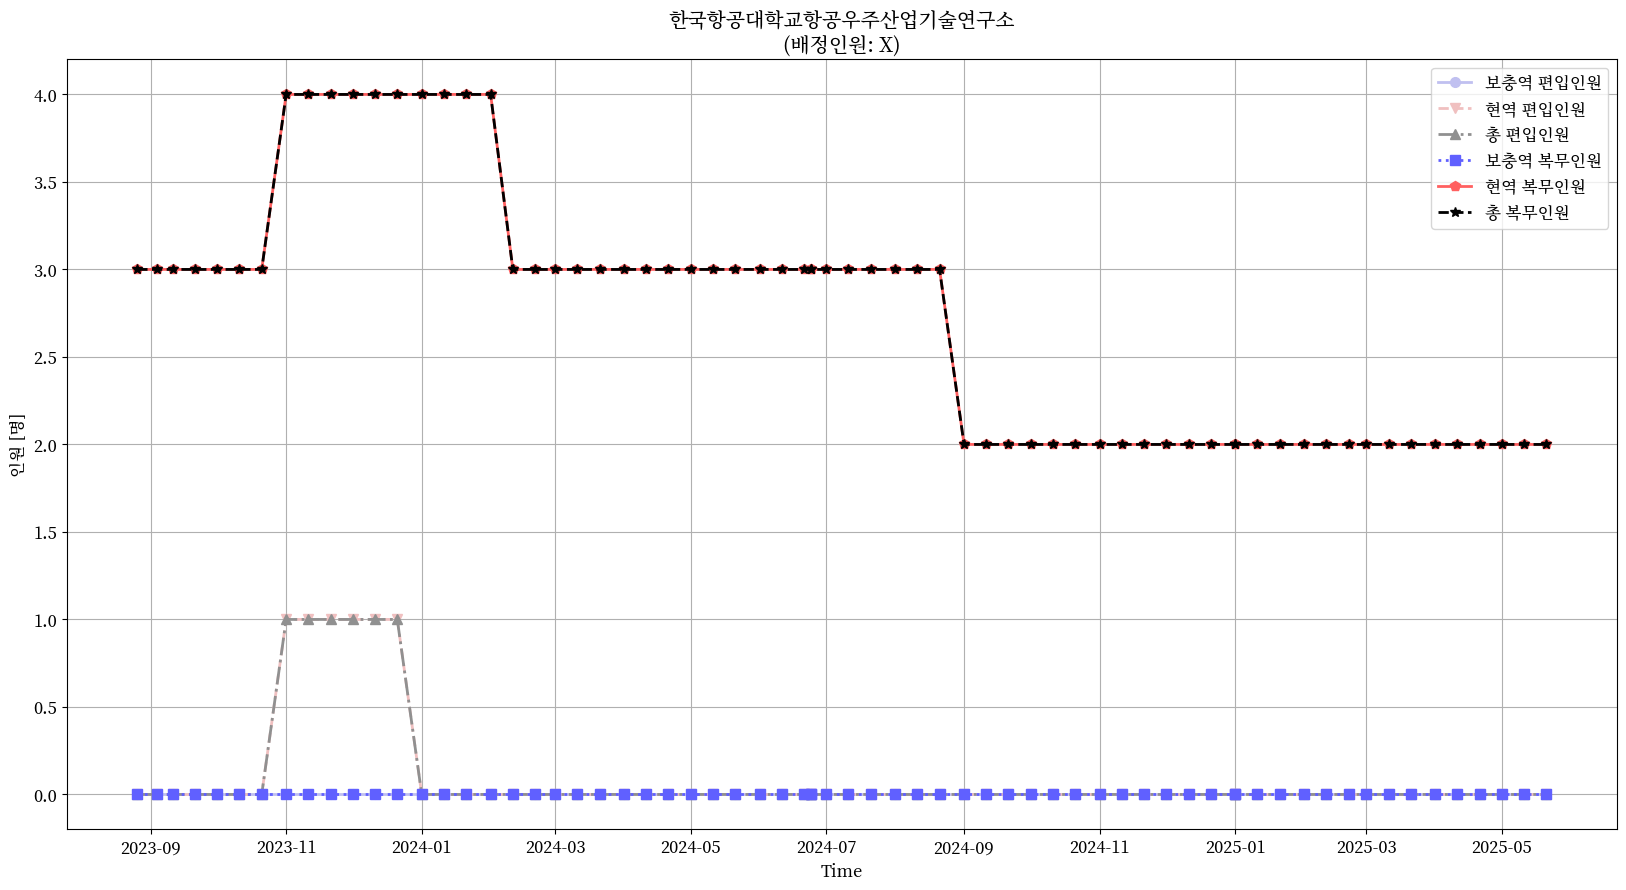 한국항공대학교항공우주산업기술연구소
(배정인원: X)
보충역 편입인원
현역 편입인원
총 편입인원
보충역 복무인원
현역 복무인원
총 복무인원
인원 [명]
4.0
3.5
3.0
2.5
2.0
1.5
1.0
0.5
0.0
2023-09
2023-11
2024-01
2024-03
2024-05
2024-07
2024-09
2024-11
2025-01
2025-03
2025-05
Time